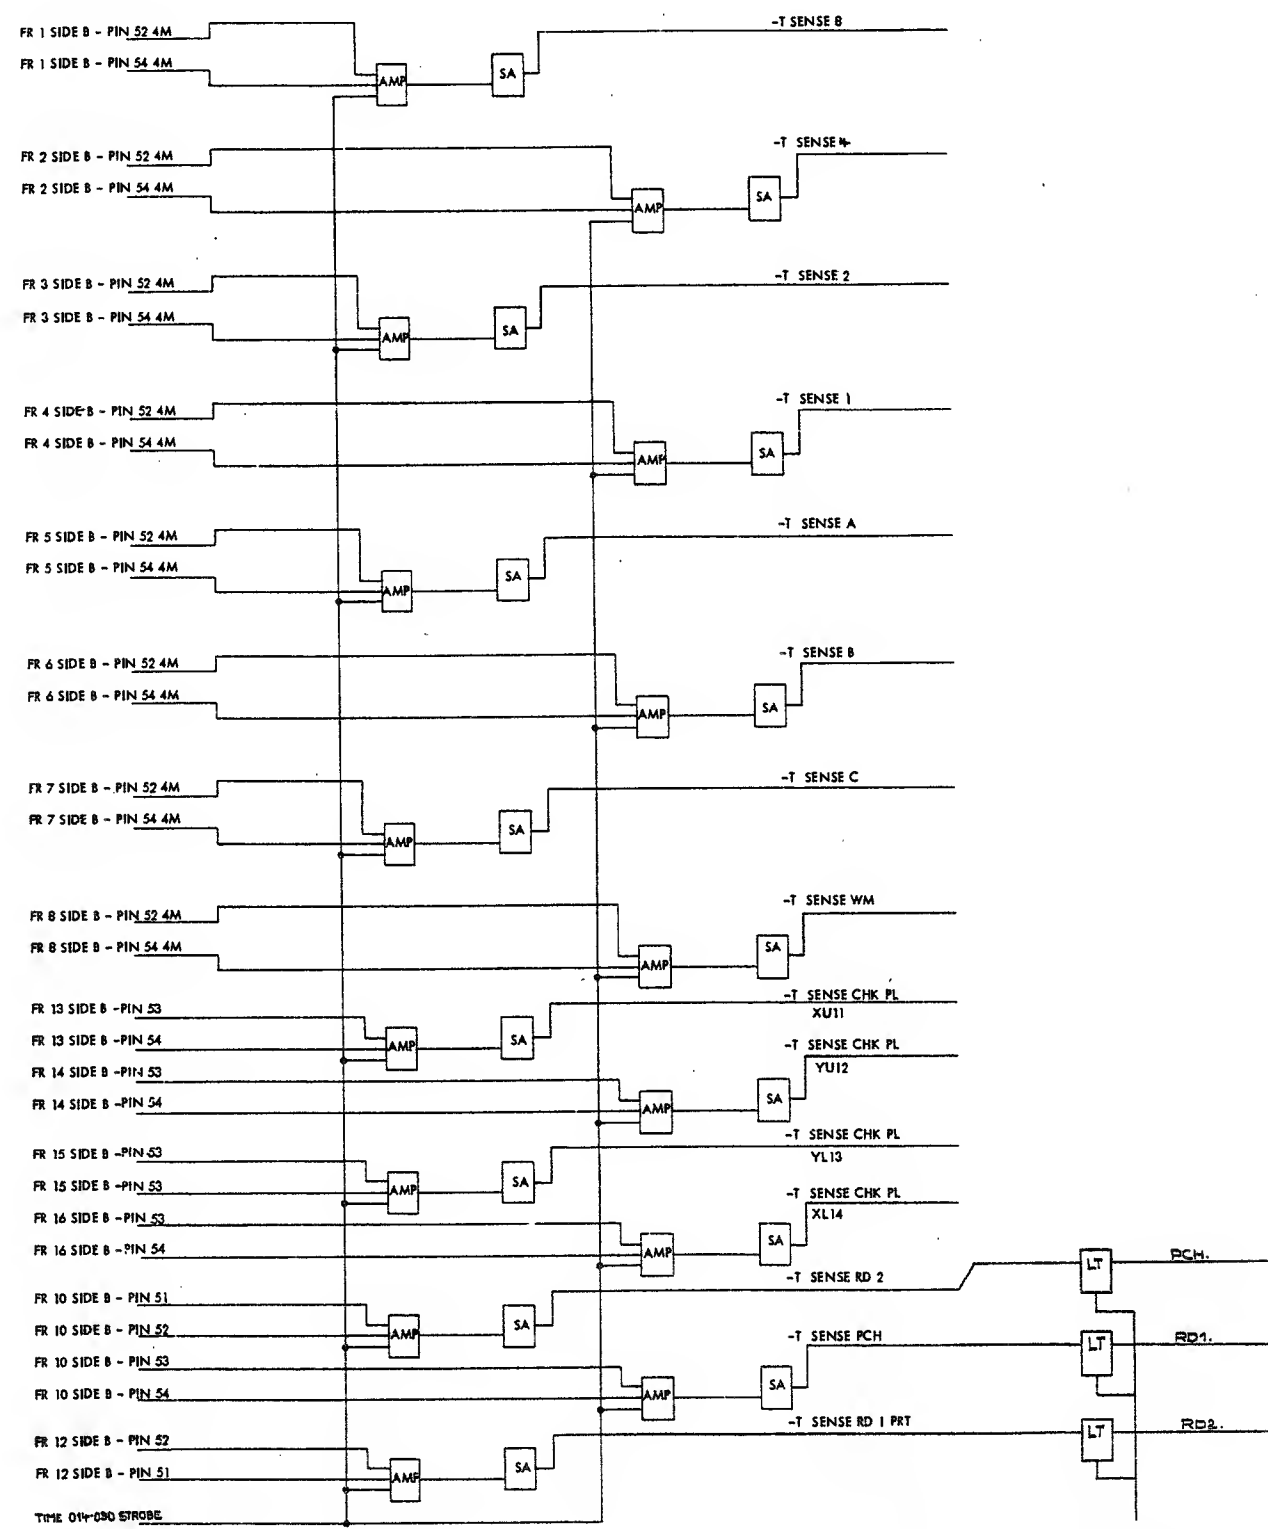 -T SENSE 8
FR 1 SIDE B - PIN 52 4M
FR 1 SIDE B - PIN 54 4M
AMP
SA
-T SENSE 4
FR 2 SIDE B - PIN 52 4M
FR 2 SIDE B - PIN 54 4M
AMP
SA
-T SENSE 2
FR 3 SIDE B - PIN 52 4M
FR 3 SIDE B - PIN 54 4M
AMP
SA
-T SENSE 1
FR 4 SIDE B - PIN 52 4M
FR 4 SIDE B - PIN 54 4M
AMP
SA
-T SENSE A
FR 5 SIDE B - PIN 52 4M
FR 5 SIDE B - PIN 54 4M
AMP
SA
-T SENSE B
FR 6 SIDE B - PIN 52 4M
FR 6 SIDE B - PIN 54 4M
AMP
SA
-T SENSE C
FR 7 SIDE B - PIN 52 4M
FR 7 SIDE B - PIN 54 4M
AMP
SA
-T SENSE WM
FR 8 SIDE B - PIN 52 4M
FR 8 SIDE B - PIN 54 4M
AMP
SA
-T SENSE CHK PL
XU11
FR 13 SIDE B -PIN 53
FR 13 SIDE B -PIN 54
AMP
SA
-T SENSE CHK PL
YU12
FR 14 SIDE B -PIN 53
FR 14 SIDE B -PIN 54
AMP
SA
-T SENSE CHK PL
YL13
FR 15 SIDE B -PIN 53
FR 15 SIDE B -PIN 53
AMP
SA
-T SENSE CHK PL
XL14
FR 16 SIDE B -PIN 53
FR 16 SIDE B -PIN 54
AMP
SA
-T SENSE RD 2
LT
PCH.
FR 10 SIDE B - PIN 51
FR 10 SIDE B - PIN 52
AMP
SA
-T SENSE PCH
LT
RD1.
FR 10 SIDE B - PIN 53
FR 10 SIDE B - PIN 54
AMP
SA
-T SENSE RD 1 PRT
LT
RD2.
FR 12 SIDE B - PIN 52
FR 12 SIDE B - PIN 51
AMP
SA
TIME 014-030 STROBE